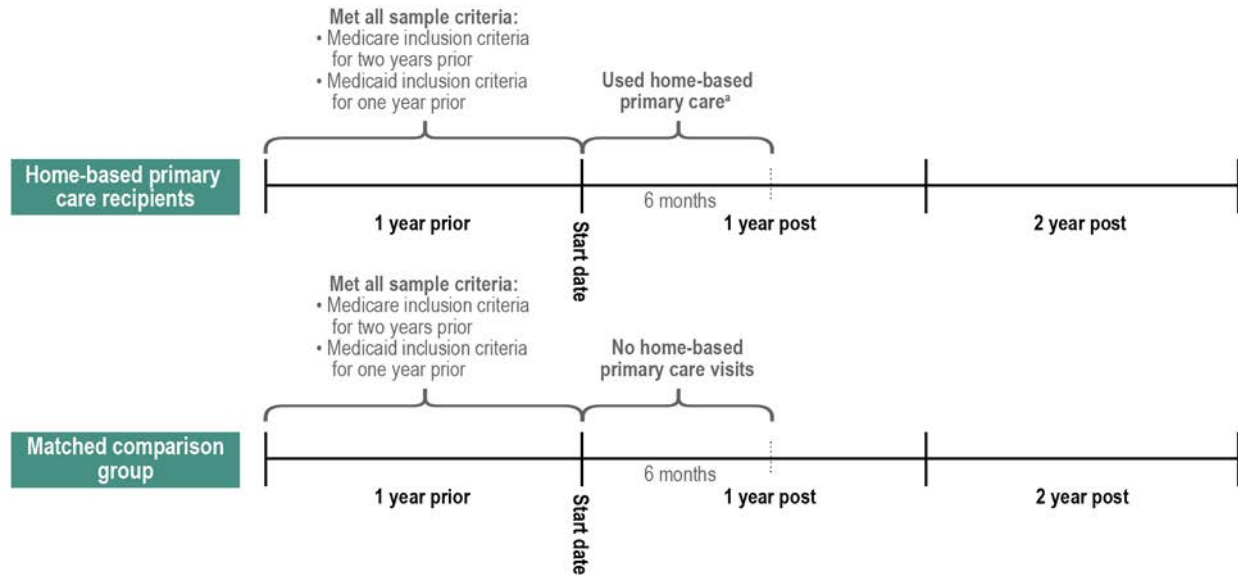 Met all sample criteria:
• Medicare inclusion criteria
for two years prior
• Medicaid inclusion criteria
for one year prior
Used home-based
primary careᵃ
Home-based primary
care recipients
6 months
1 year prior
Start date
1 year post
2 year post
Met all sample criteria:
• Medicare inclusion criteria
for two years prior
• Medicaid inclusion criteria
for one year prior
No home-based
primary care visits
Matched comparison
group
6 months
1 year prior
Start date
1 year post
2 year post